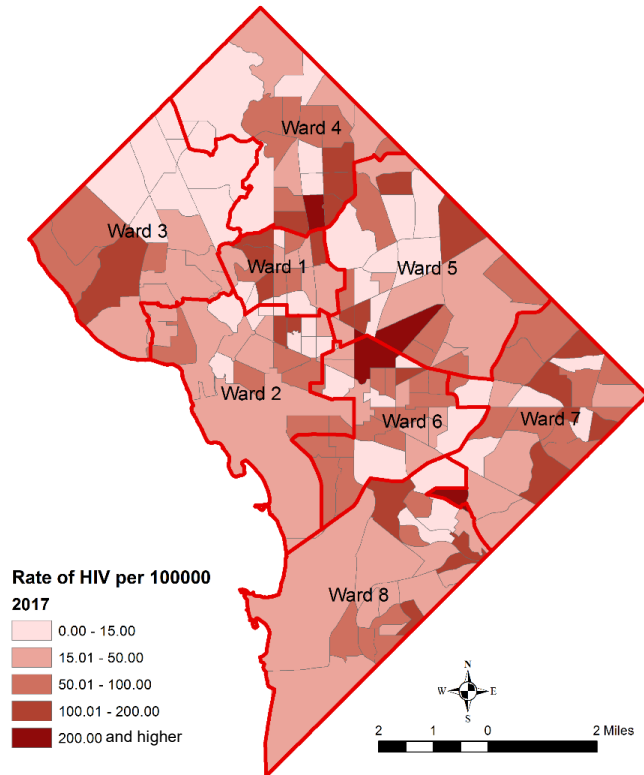 Ward 4
Ward 3
Ward 1
Ward 5
Ward 2
Ward 6
Ward 7
Ward 8
Rate of HIV per 100000
2017
0.00 - 15.00
15.01 - 50.00
50.01 - 100.00
100.01 - 200.00
200.00 and higher
N
W E
S
2 1 0 2 Miles